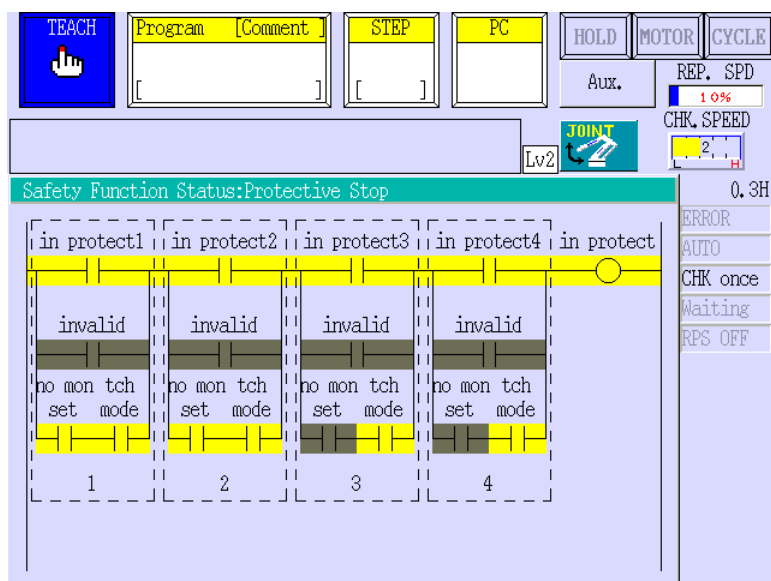 TEACH
Program [Comment ]
[ ]
STEP
[ ]
PC
HOLD
MOTOR
CYCLE
Aux.
REP. SPD
10%
CHK.SPEED
2
L H
JOINT
Lv2
Safety Function Status:Protective Stop
0.3H
ERROR
AUTO
CHK once
Waiting
RPS OFF
in protect1 in protect2 in protect3 in protect4 in protect
invalid invalid invalid invalid
no mon tch no mon tch no mon tch no mon tch
set mode set mode set mode set mode
1 2 3 4